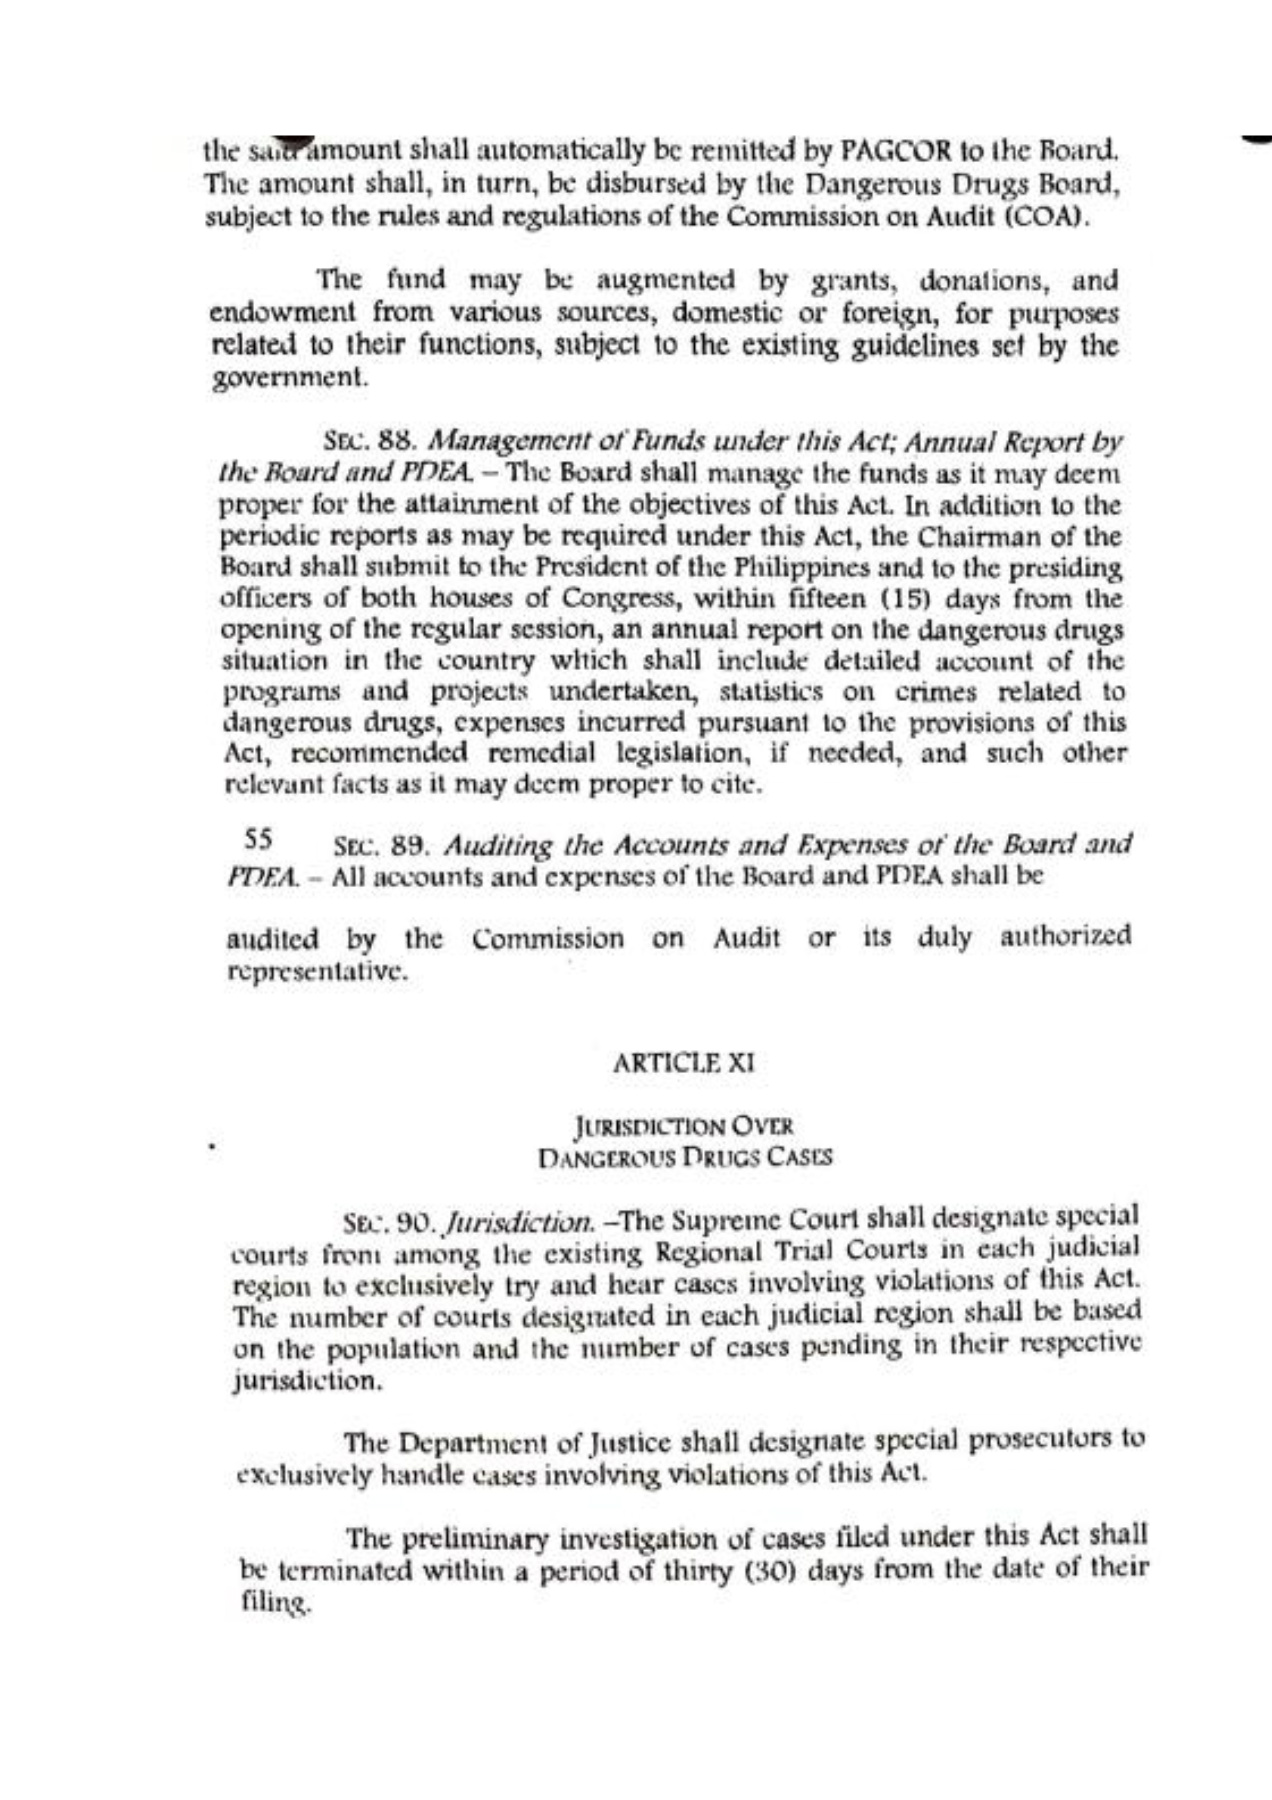 the said amount shall automatically be remitted by PAGCOR to the Board.
The amount shall, in turn, be disbursed by the Dangerous Drugs Board,
subject to the rules and regulations of the Commission on Audit (COA).
The fund may be augmented by grants, donations, and
endowment from various sources, domestic or foreign, for purposes
related to their functions, subject to the existing guidelines set by the
government.
SEC. 88. Management of Funds under this Act; Annual Report by
the Board and PDEA. – The Board shall manage the funds as it may deem
proper for the attainment of the objectives of this Act. In addition to the
periodic reports as may be required under this Act, the Chairman of the
Board shall submit to the President of the Philippines and to the presiding
officers of both houses of Congress, within fifteen (15) days from the
opening of the regular session, an annual report on the dangerous drugs
situation in the country which shall include detailed account of the
programs and projects undertaken, statistics on crimes related to
dangerous drugs, expenses incurred pursuant to the provisions of this
Act, recommended remedial legislation, if needed, and such other
relevant facts as it may deem proper to cite.
55 SEC. 89. Auditing the Accounts and Expenses of the Board and
PDEA. – All accounts and expenses of the Board and PDEA shall be
audited by the Commission on Audit or its duly authorized
representative.
ARTICLE XI
JURISDICTION OVER
DANGEROUS DRUGS CASES
SEC. 90. Jurisdiction. –The Supreme Court shall designate special
courts from among the existing Regional Trial Courts in each judicial
region to exclusively try and hear cases involving violations of this Act.
The number of courts designated in each judicial region shall be based
on the population and the number of cases pending in their respective
jurisdiction.
The Department of Justice shall designate special prosecutors to
exclusively handle cases involving violations of this Act.
The preliminary investigation of cases filed under this Act shall
be terminated within a period of thirty (30) days from the date of their
filing.